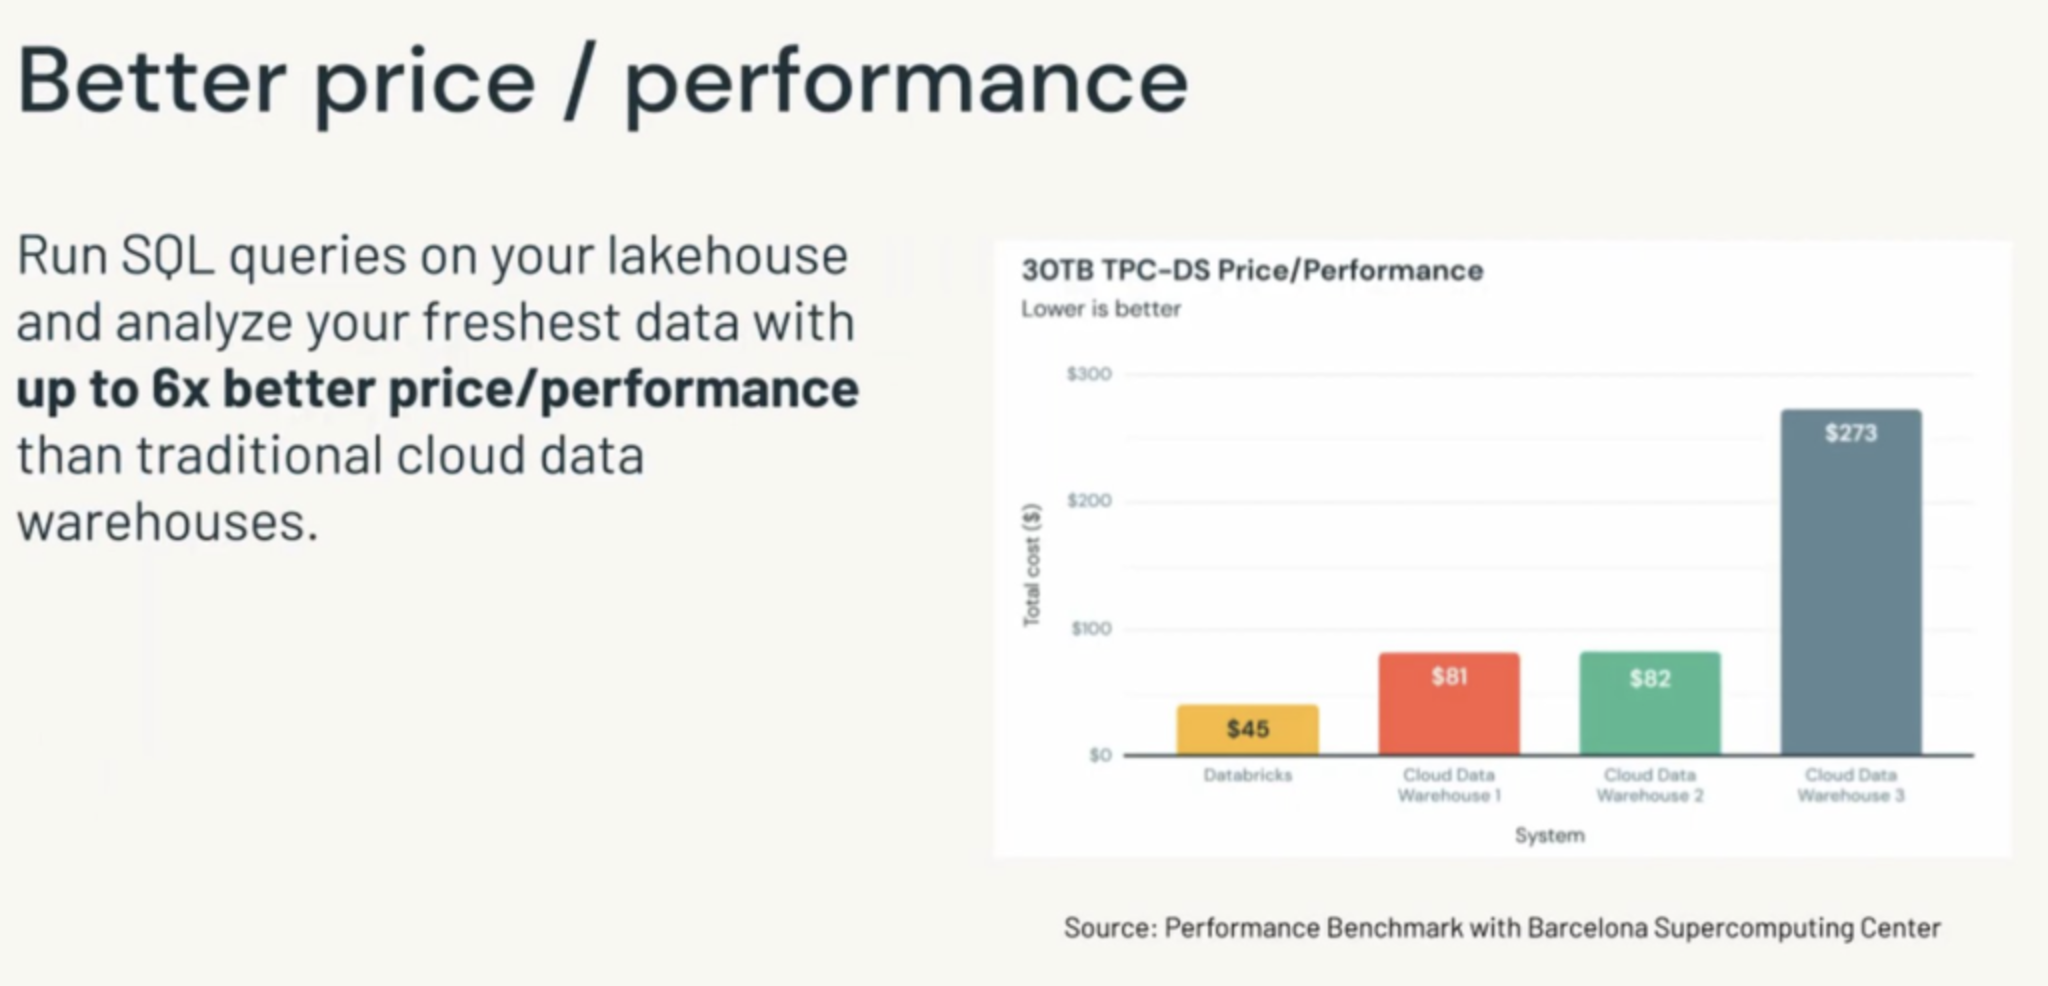 Better price / performance
Run SQL queries on your lakehouse
and analyze your freshest data with
up to 6x better price/performance
than traditional cloud data
warehouses.
30TB TPC-DS Price/Performance
Lower is better
$300
$200
$100
$0
Total cost ($)
$45
$81
$82
$273
Databricks
Cloud Data
Warehouse 1
Cloud Data
Warehouse 2
Cloud Data
Warehouse 3
System
Source: Performance Benchmark with Barcelona Supercomputing Center